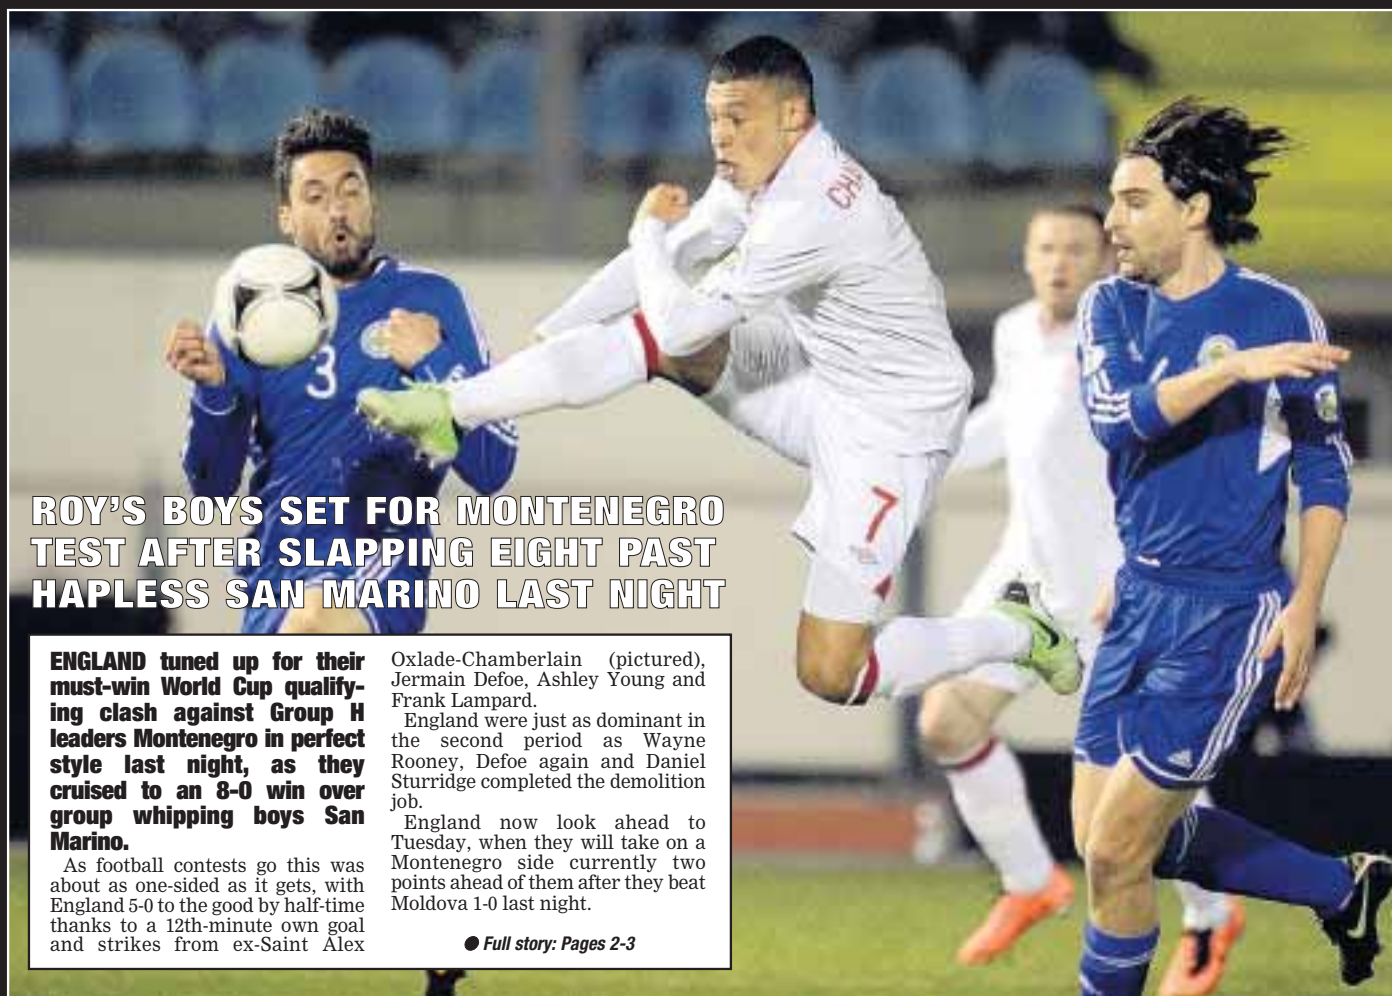 CHA
3
7
ROY'S BOYS SET FOR MONTENEGRO
TEST AFTER SLAPPING EIGHT PAST
HAPLESS SAN MARINO LAST NIGHT
ENGLAND tuned up for their
must-win World Cup qualify-
ing clash against Group H
leaders Montenegro in perfect
style last night, as they
cruised to an 8-0 win over
group whipping boys San
Marino.
As football contests go this was
about as one-sided as it gets, with
England 5-0 to the good by half-time
thanks to a 12th-minute own goal
and strikes from ex-Saint Alex
Oxlade-Chamberlain (pictured),
Jermain Defoe, Ashley Young and
Frank Lampard.
England were just as dominant in
the second period as Wayne
Rooney, Defoe again and Daniel
Sturridge completed the demolition
job.
England now look ahead to
Tuesday, when they will take on a
Montenegro side currently two
points ahead of them after they beat
Moldova 1-0 last night.
● Full story: Pages 2-3